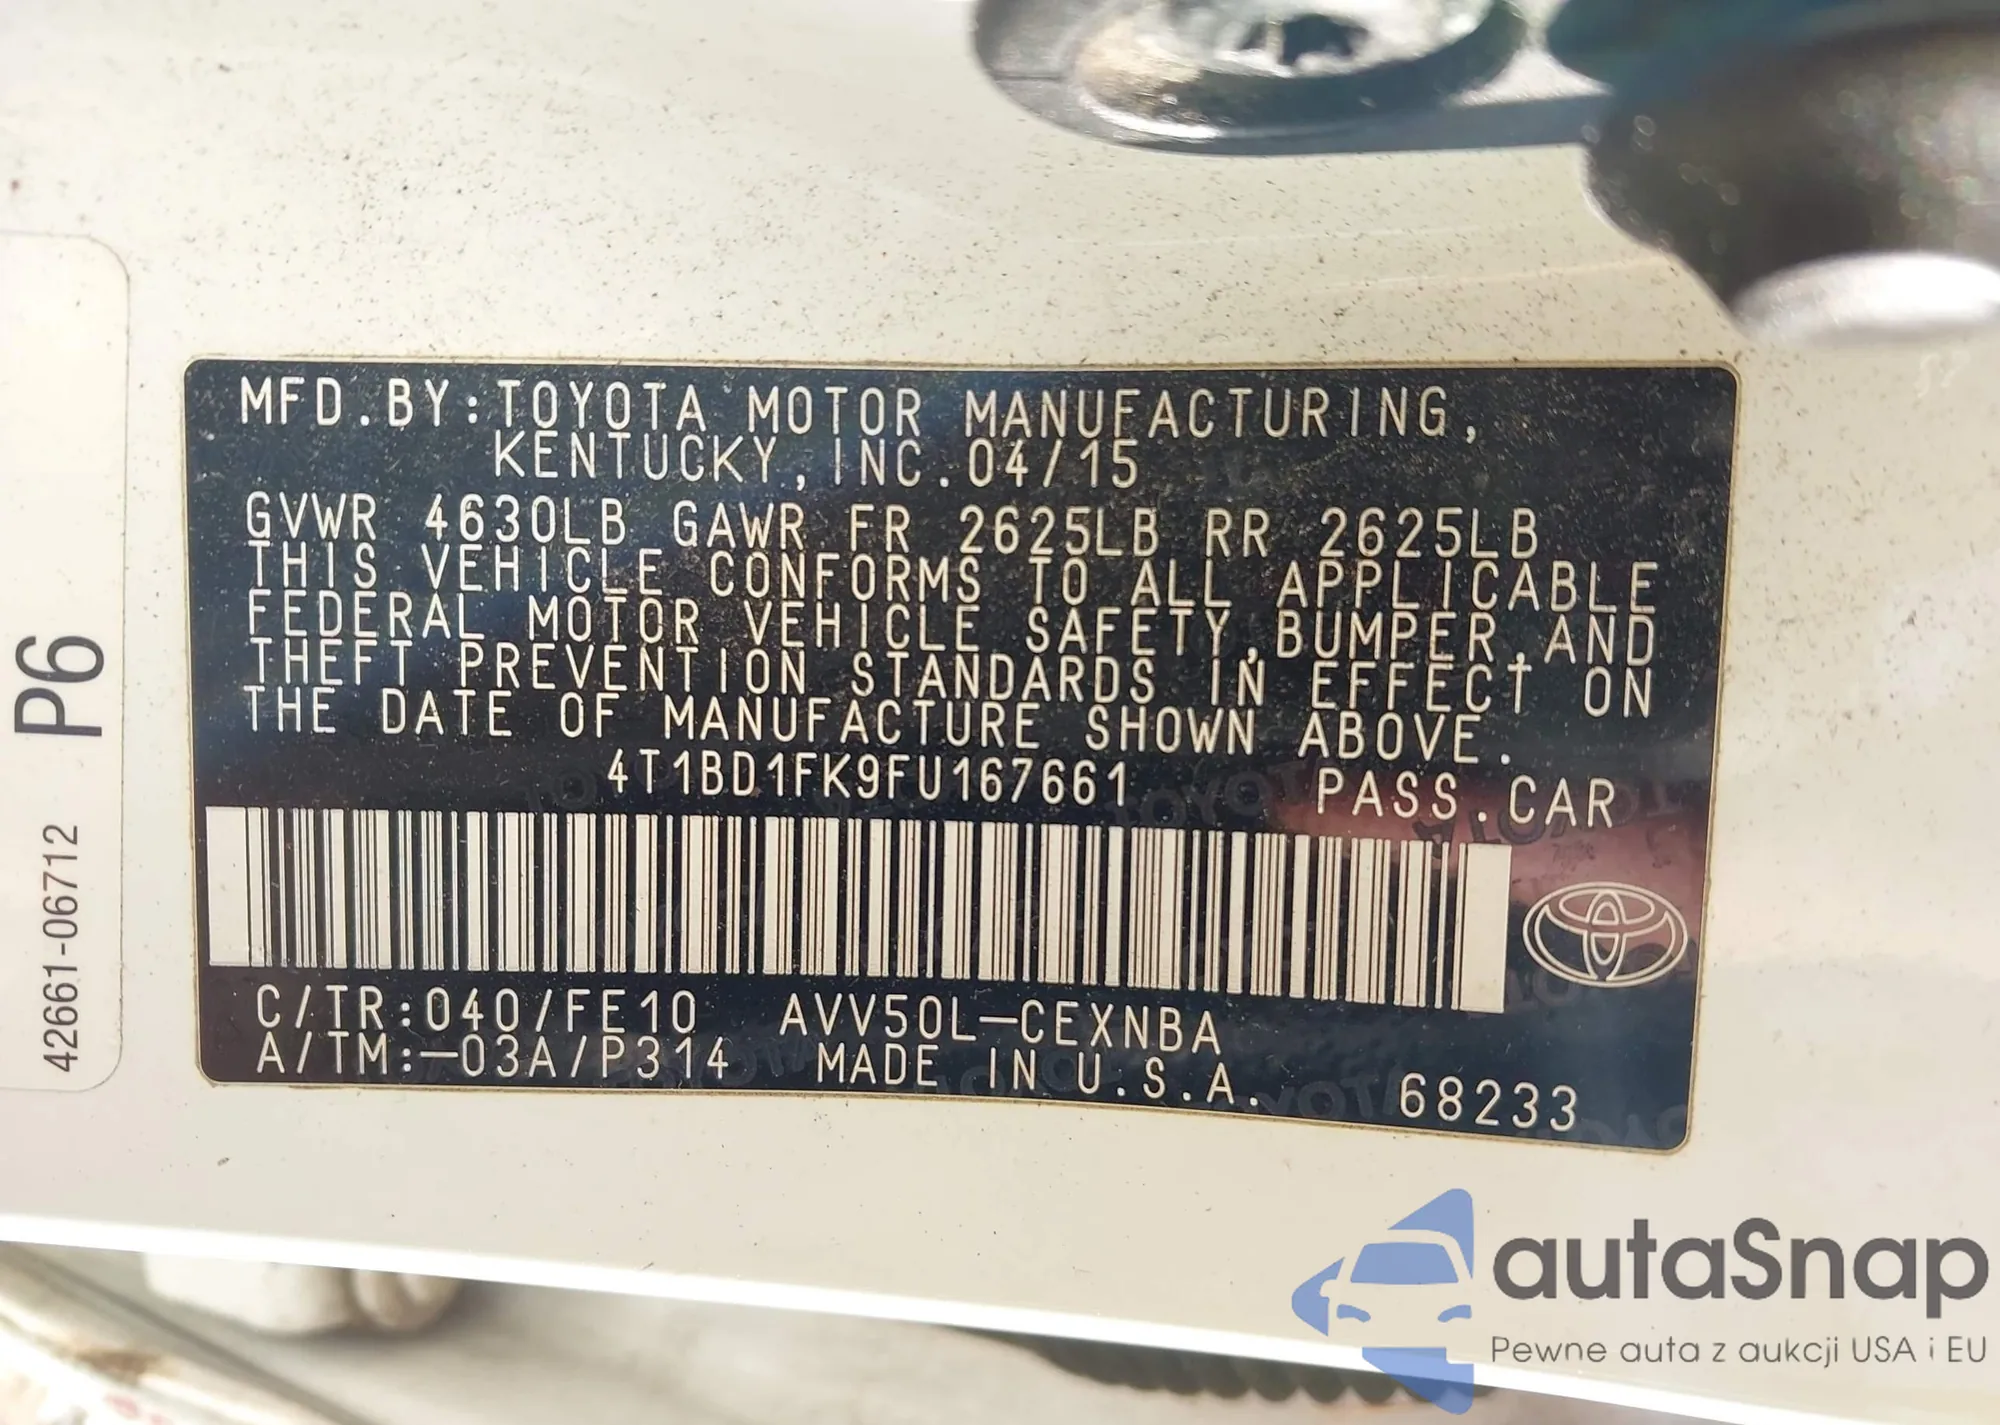 MFD.BY:TOYOTA MOTOR MANUFACTURING,
KENTUCKY,INC.04/15
GVWR 4630LB GAWR FR 2625LB RR 2625LB
THIS VEHICLE CONFORMS TO ALL APPLICABLE
FEDERAL MOTOR VEHICLE SAFETY,BUMPER,AND
THEFT PREVENTION STANDARDS IN EFFECT ON
THE DATE OF MANUFACTURE SHOWN ABOVE.
4T1BD1FK9FU167661 PASS.CAR
C/TR:040/FE10 AVV50L-CEXNBA
A/TM:-03A/P314 MADE IN U.S.A. 68233
P6
42661-06712
autaSnap
Pewne auta z aukcji USA i EU